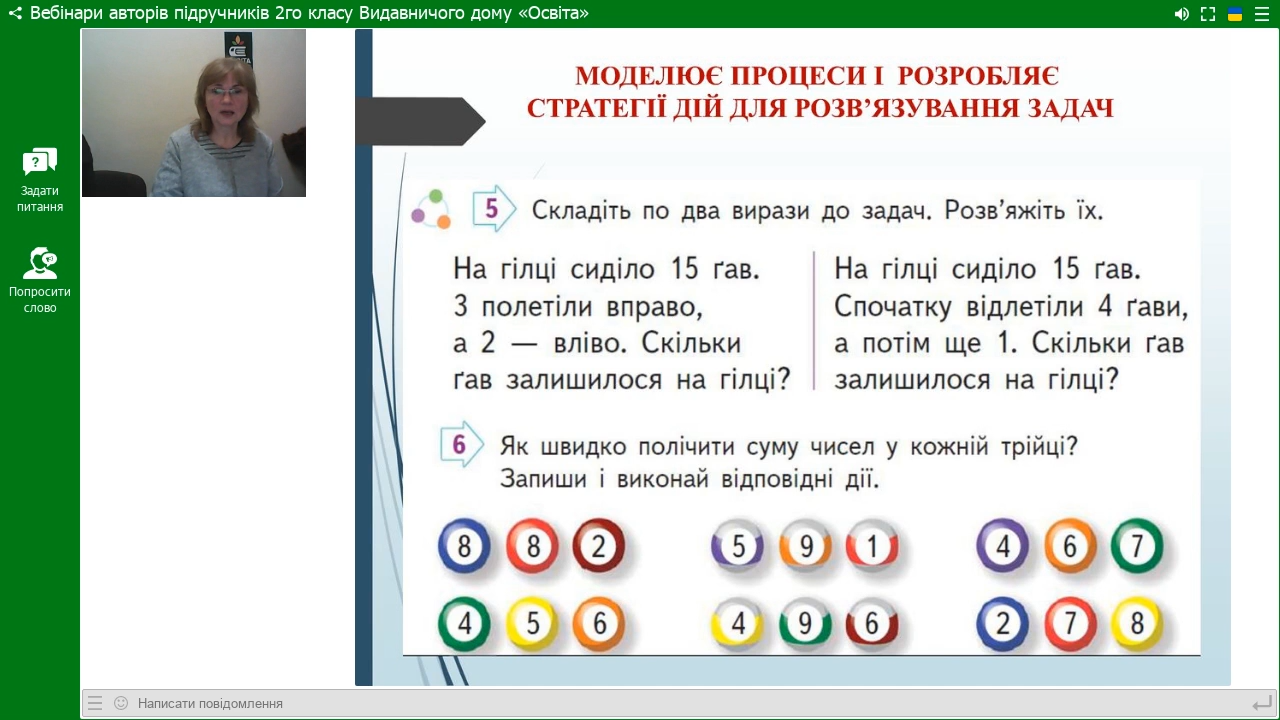 Вебінари авторів підручників 2го класу Видавничого дому «Освіта»
Задати
питання
Попросити
слово
МОДЕЛЮЄ ПРОЦЕСИ І РОЗРОБЛЯЄ
СТРАТЕГІЇ ДІЙ ДЛЯ РОЗВ’ЯЗУВАННЯ ЗАДАЧ
5 Складіть по два вирази до задач. Розв’яжіть їх.
На гілці сиділо 15 ґав.
3 полетіли вправо,
а 2 — вліво. Скільки
ґав залишилося на гілці?
На гілці сиділо 15 ґав.
Спочатку відлетіли 4 ґави,
а потім ще 1. Скільки ґав
залишилося на гілці?
6 Як швидко полічити суму чисел у кожній трійці?
Запиши і виконай відповідні дії.
8 8 2 5 9 1 4 6 7
4 5 6 4 9 6 2 7 8
Написати повідомлення